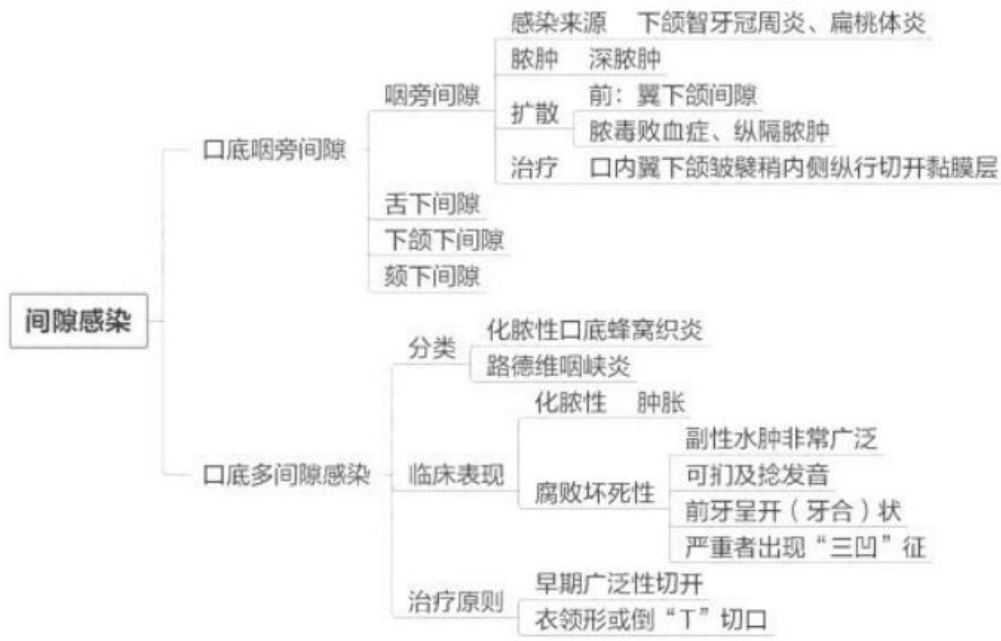 间隙感染
口底咽旁间隙
咽旁间隙
感染来源 下颌智牙冠周炎、扁桃体炎
脓肿 深脓肿
扩散
前：翼下颌间隙
脓毒败血症、纵隔脓肿
治疗 口内翼下颌皱襞稍内侧纵行切开黏膜层
舌下间隙
下颌下间隙
颏下间隙
口底多间隙感染
分类
化脓性口底蜂窝织炎
路德维咽峡炎
临床表现
化脓性 肿胀
腐败坏死性
副性水肿非常广泛
可扪及捻发音
前牙呈开（牙合）状
严重者出现“三凹”征
治疗原则
早期广泛性切开
衣领形或倒“T”切口